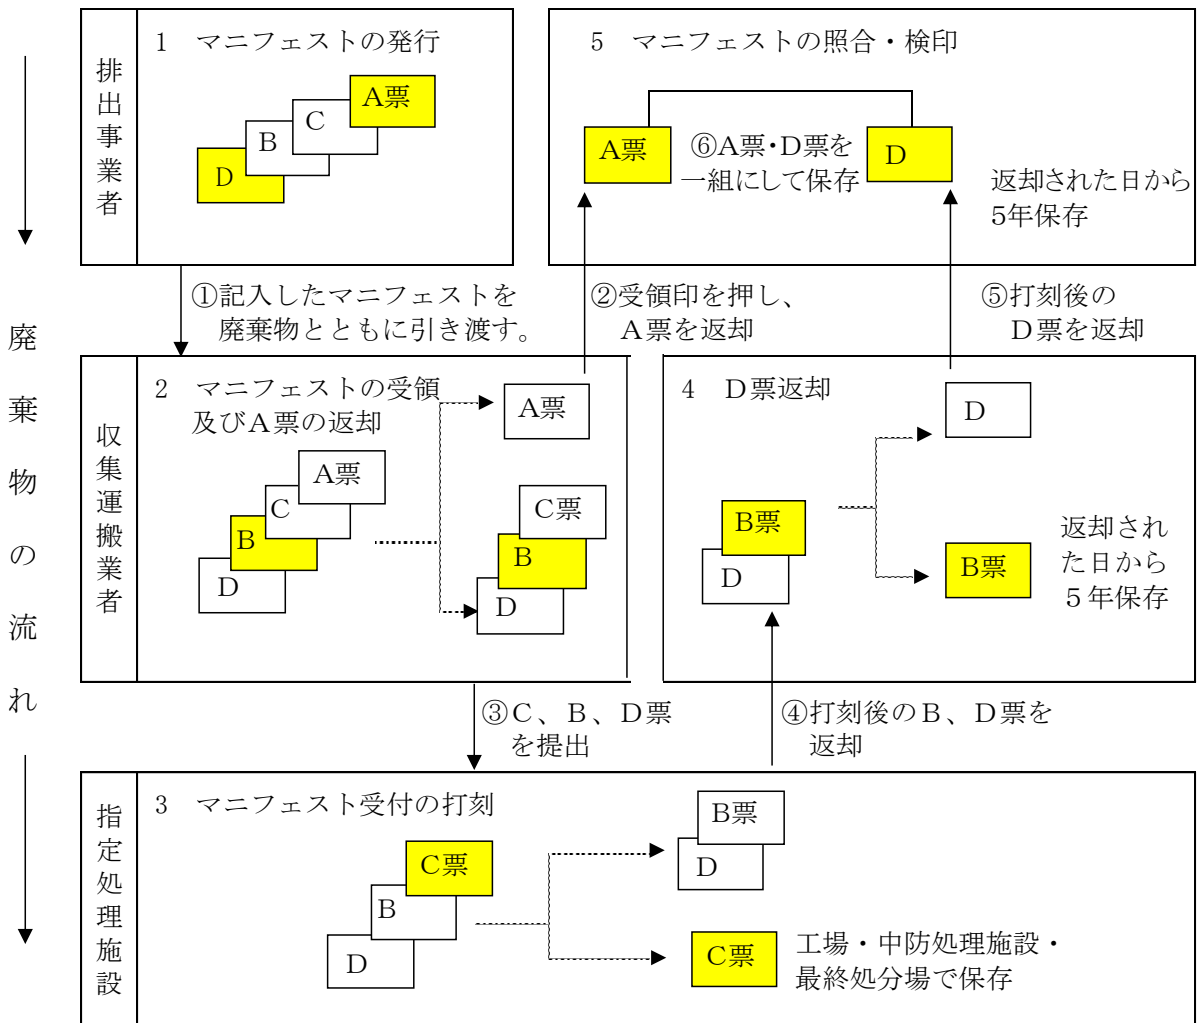 廃棄物の流れ
排出事業者
1 マニフェストの発行
A票
C
B
D
5 マニフェストの照合・検印
A票
⑥A票・D票を
一組にして保存
D
返却された日から
5年保存
①記入したマニフェストを
廃棄物とともに引き渡す。
②受領印を押し、
A票を返却
⑤打刻後の
D票を返却
収集運搬業者
2 マニフェストの受領
及びA票の返却
A票
C
B
D
A票
C票
B
D
4 D票返却
B票
D
D
B票
返却され
た日から
5年保存
③C、B、D票
を提出
④打刻後のB、D票を
返却
指定処理施設
3 マニフェスト受付の打刻
C票
B
D
B票
D
C票
工場・中防処理施設・
最終処分場で保存